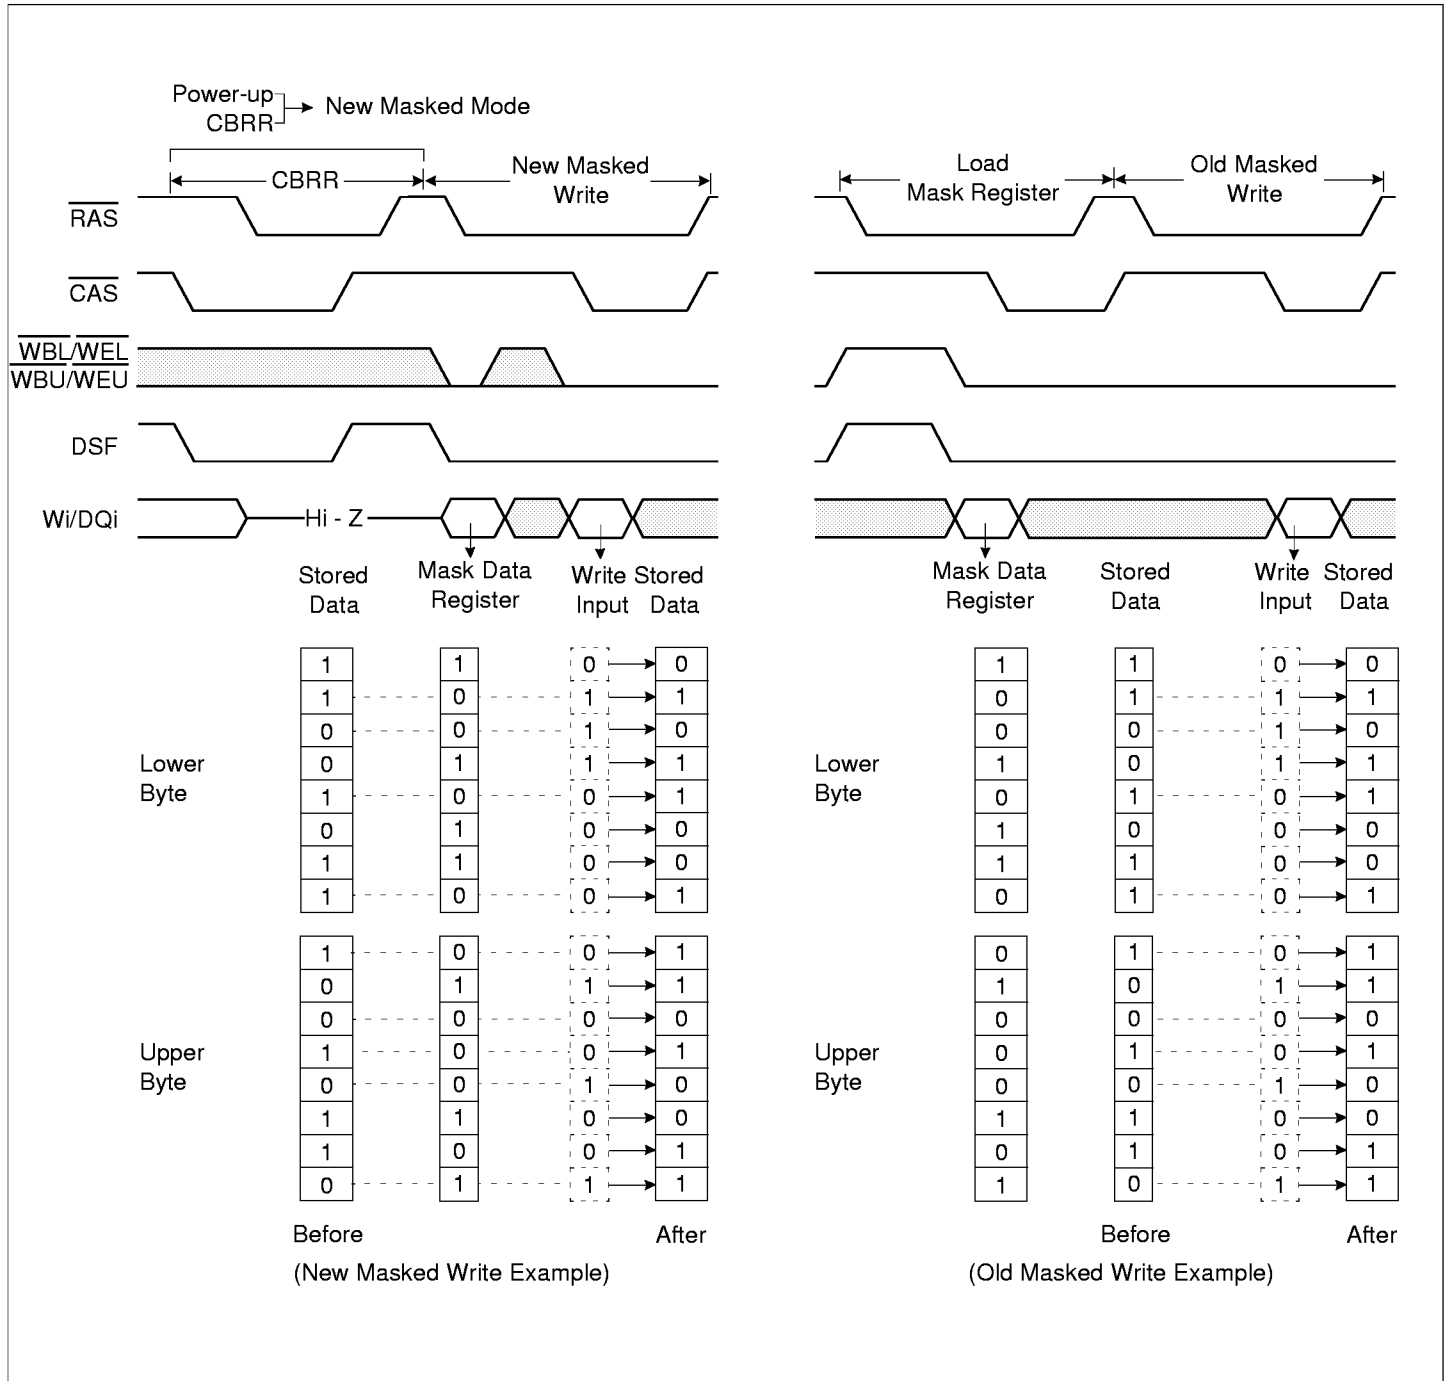 Power-up
CBRR
New Masked Mode
CBRR
New Masked
Write
Load
Mask Register
Old Masked
Write
RAS
CAS
WBL/WEL
WBU/WEU
DSF
Wi/DQi
Hi - Z
Stored
Data
Mask Data
Register
Write
Input
Stored
Data
Mask Data
Register
Stored
Data
Write
Input
Stored
Data
Lower
Byte
1 1 0 0
1 0 1 1
0 0 1 0
0 1 1 1
1 0 0 1
0 1 0 0
1 1 0 0
1 0 0 1
Upper
Byte
1 0 0 1
0 1 1 1
0 0 0 0
1 0 0 1
0 0 1 0
1 1 0 0
1 0 0 1
0 1 1 1
Before
After
(New Masked Write Example)
Lower
Byte
1 1 0 0
0 1 1 1
0 0 1 0
1 0 1 1
0 1 0 1
1 0 0 0
1 1 0 0
0 1 0 1
Upper
Byte
0 1 0 1
1 0 1 1
0 0 0 0
0 1 0 1
0 0 1 0
1 1 0 0
0 1 0 1
1 0 1 1
Before
After
(Old Masked Write Example)